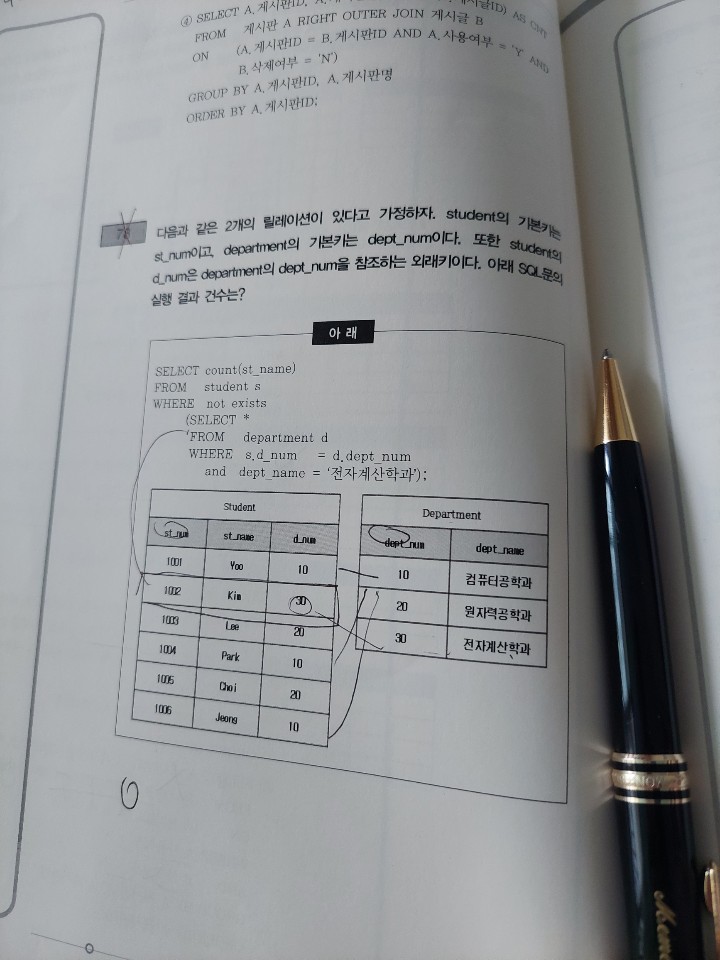 ④ SELECT A.게시판ID, AS CNT
FROM 게시판 A RIGHT OUTER JOIN 게시글 B
ON (A.게시판ID = B.게시판ID AND A.사용여부 = 'Y' AND
B.삭제여부 = 'N')
GROUP BY A.게시판ID, A.게시판명
ORDER BY A.게시판ID;
다음과 같은 2개의 릴레이션이 있다고 가정하자. student의 기본키는
st_num이고, department의 기본키는 dept_num이다. 또한 student의
d_num은 department의 dept_num을 참조하는 외래키이다. 아래 SQL문의
실행 결과 건수는?
아 래
SELECT count(st_name)
FROM student s
WHERE not exists
(SELECT *
FROM department d
WHERE s.d_num = d.dept_num
and dept_name = '전자계산학과');
Student
st_num st_name d_num
1001 Yoo 10
1002 Kim 30
1003 Lee 20
1004 Park 10
1005 Choi 20
1006 Jeong 10
Department
dept_num dept_name
10 컴퓨터공학과
20 원자력공학과
30 전자계산학과